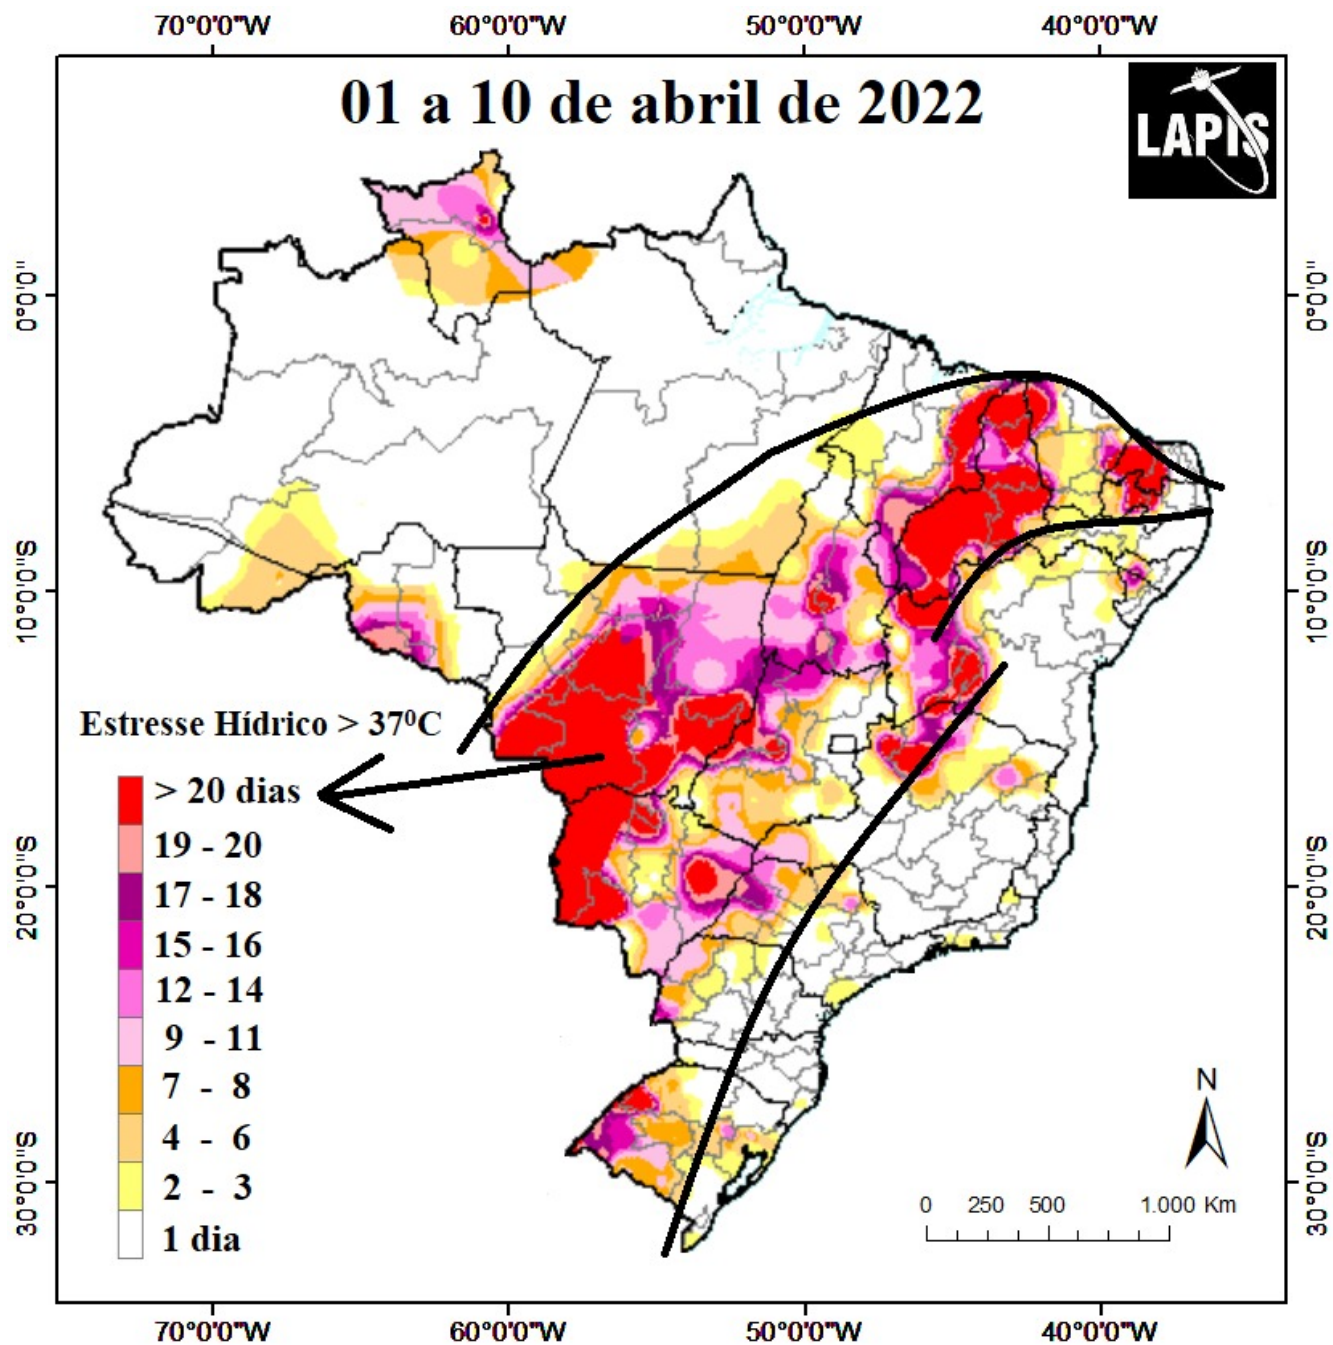 70°0'0"W 60°0'0"W 50°0'0"W 40°0'0"W
01 a 10 de abril de 2022
LAPIS
0°0'0"
0°0'0"
10°0'0"S
10°0'0"S
Estresse Hídrico > 37⁰C
> 20 dias
19 - 20
17 - 18
15 - 16
12 - 14
9 - 11
7 - 8
4 - 6
2 - 3
1 dia
20°0'0"S
20°0'0"S
30°0'0"S
30°0'0"S
N
0 250 500 1.000 Km
70°0'0"W 60°0'0"W 50°0'0"W 40°0'0"W